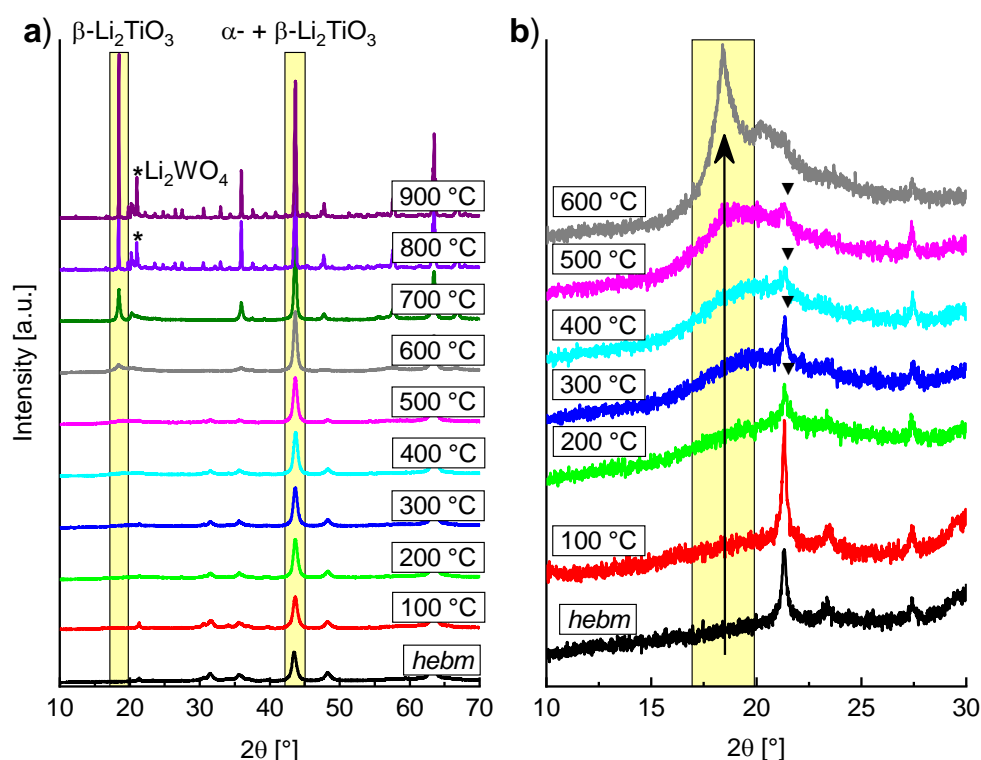 a)
β-Li₂TiO₃
α- + β-Li₂TiO₃
*Li₂WO₄
*
900 °C
800 °C
700 °C
600 °C
500 °C
400 °C
300 °C
200 °C
100 °C
hebm
Intensity [a.u.]
10 20 30 40 50 60 70
2θ [°]
b)
600 °C
500 °C
400 °C
300 °C
200 °C
100 °C
hebm
10 15 20 25 30
2θ [°]